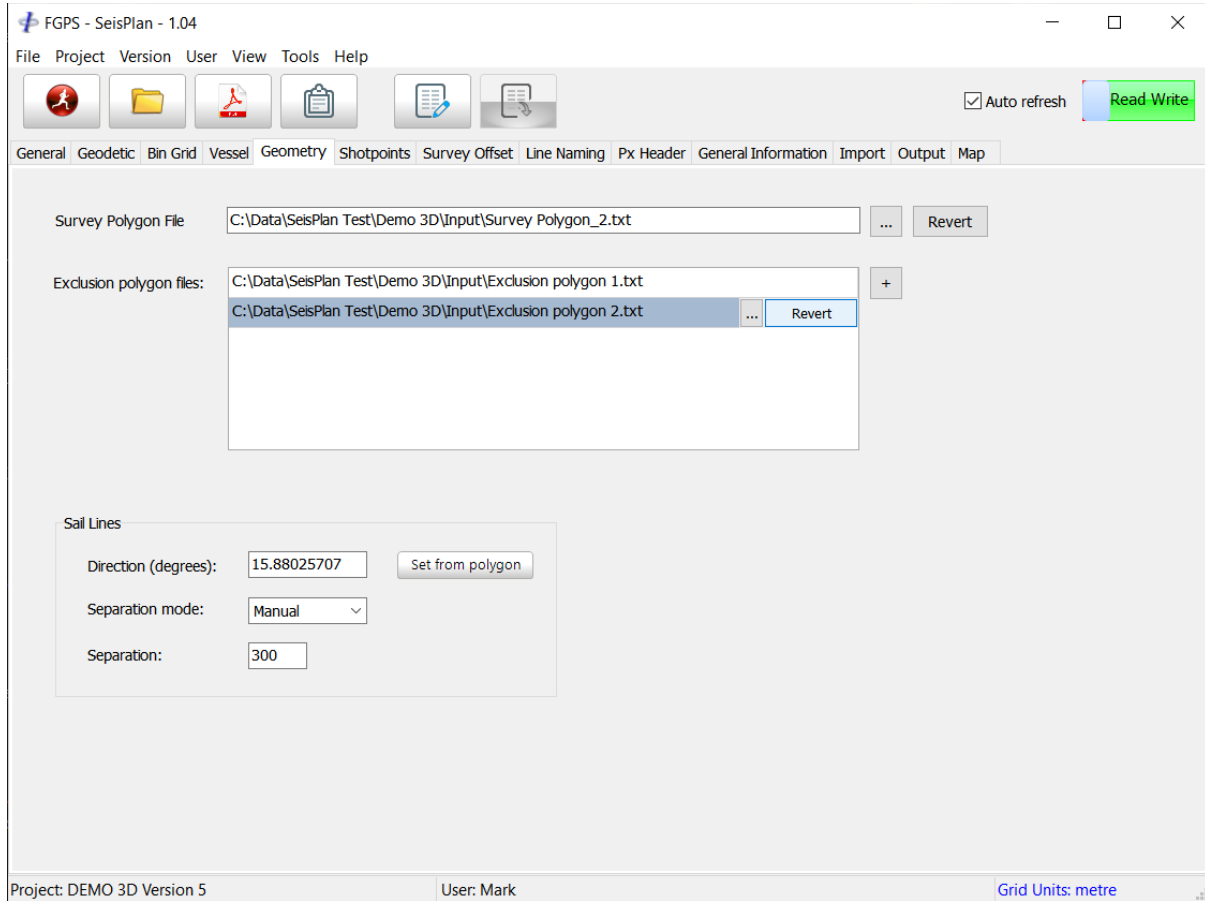 FGPS - SeisPlan - 1.04
File Project Version User View Tools Help
Auto refresh
Read Write
General Geodetic Bin Grid Vessel Geometry Shotpoints Survey Offset Line Naming Px Header General Information Import Output Map
Survey Polygon File C:\Data\SeisPlan Test\Demo 3D\Input\Survey Polygon_2.txt ... Revert
Exclusion polygon files: C:\Data\SeisPlan Test\Demo 3D\Input\Exclusion polygon 1.txt +
C:\Data\SeisPlan Test\Demo 3D\Input\Exclusion polygon 2.txt ... Revert
Sail Lines
Direction (degrees): 15.88025707 Set from polygon
Separation mode: Manual
Separation: 300
Project: DEMO 3D Version 5 User: Mark Grid Units: metre